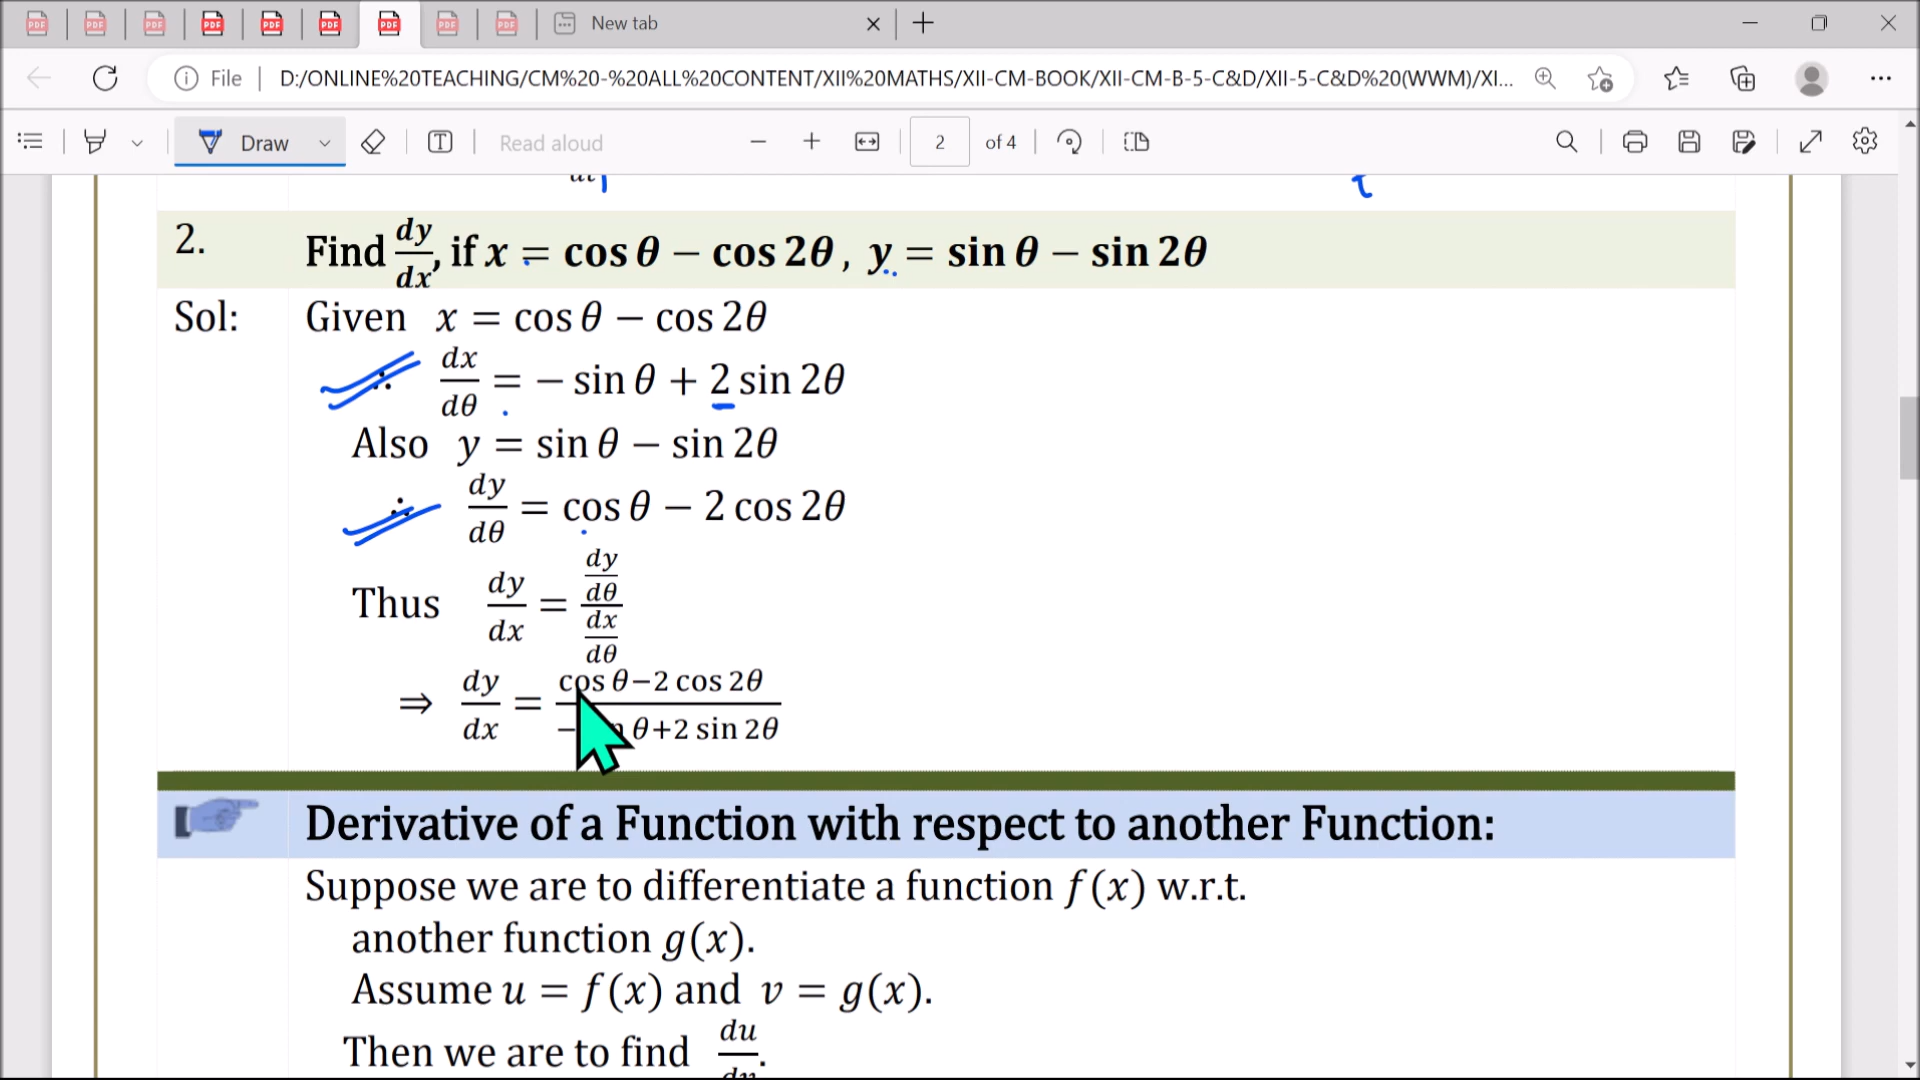 New tab
File
D:/ONLINE%20TEACHING/CM%20-%20ALL%20CONTENT/XII%20MATHS/XII-CM-BOOK/XII-CM-B-5-C&D/XII-5-C&D%20(WWM)/XI...
Draw
Read aloud
2 of 4
2. Find dy/dx, if x = cos θ − cos 2θ , y = sin θ − sin 2θ
Sol: Given x = cos θ − cos 2θ
∴ dx/dθ = − sin θ + 2 sin 2θ
Also y = sin θ − sin 2θ
∴ dy/dθ = cos θ − 2 cos 2θ
Thus dy/dx = (dy/dθ)/(dx/dθ)
⇒ dy/dx = (cos θ−2 cos 2θ)/(− θ+2 sin 2θ)
Derivative of a Function with respect to another Function:
Suppose we are to differentiate a function f(x) w.r.t.
another function g(x).
Assume u = f(x) and v = g(x).
Then we are to find du/dv.